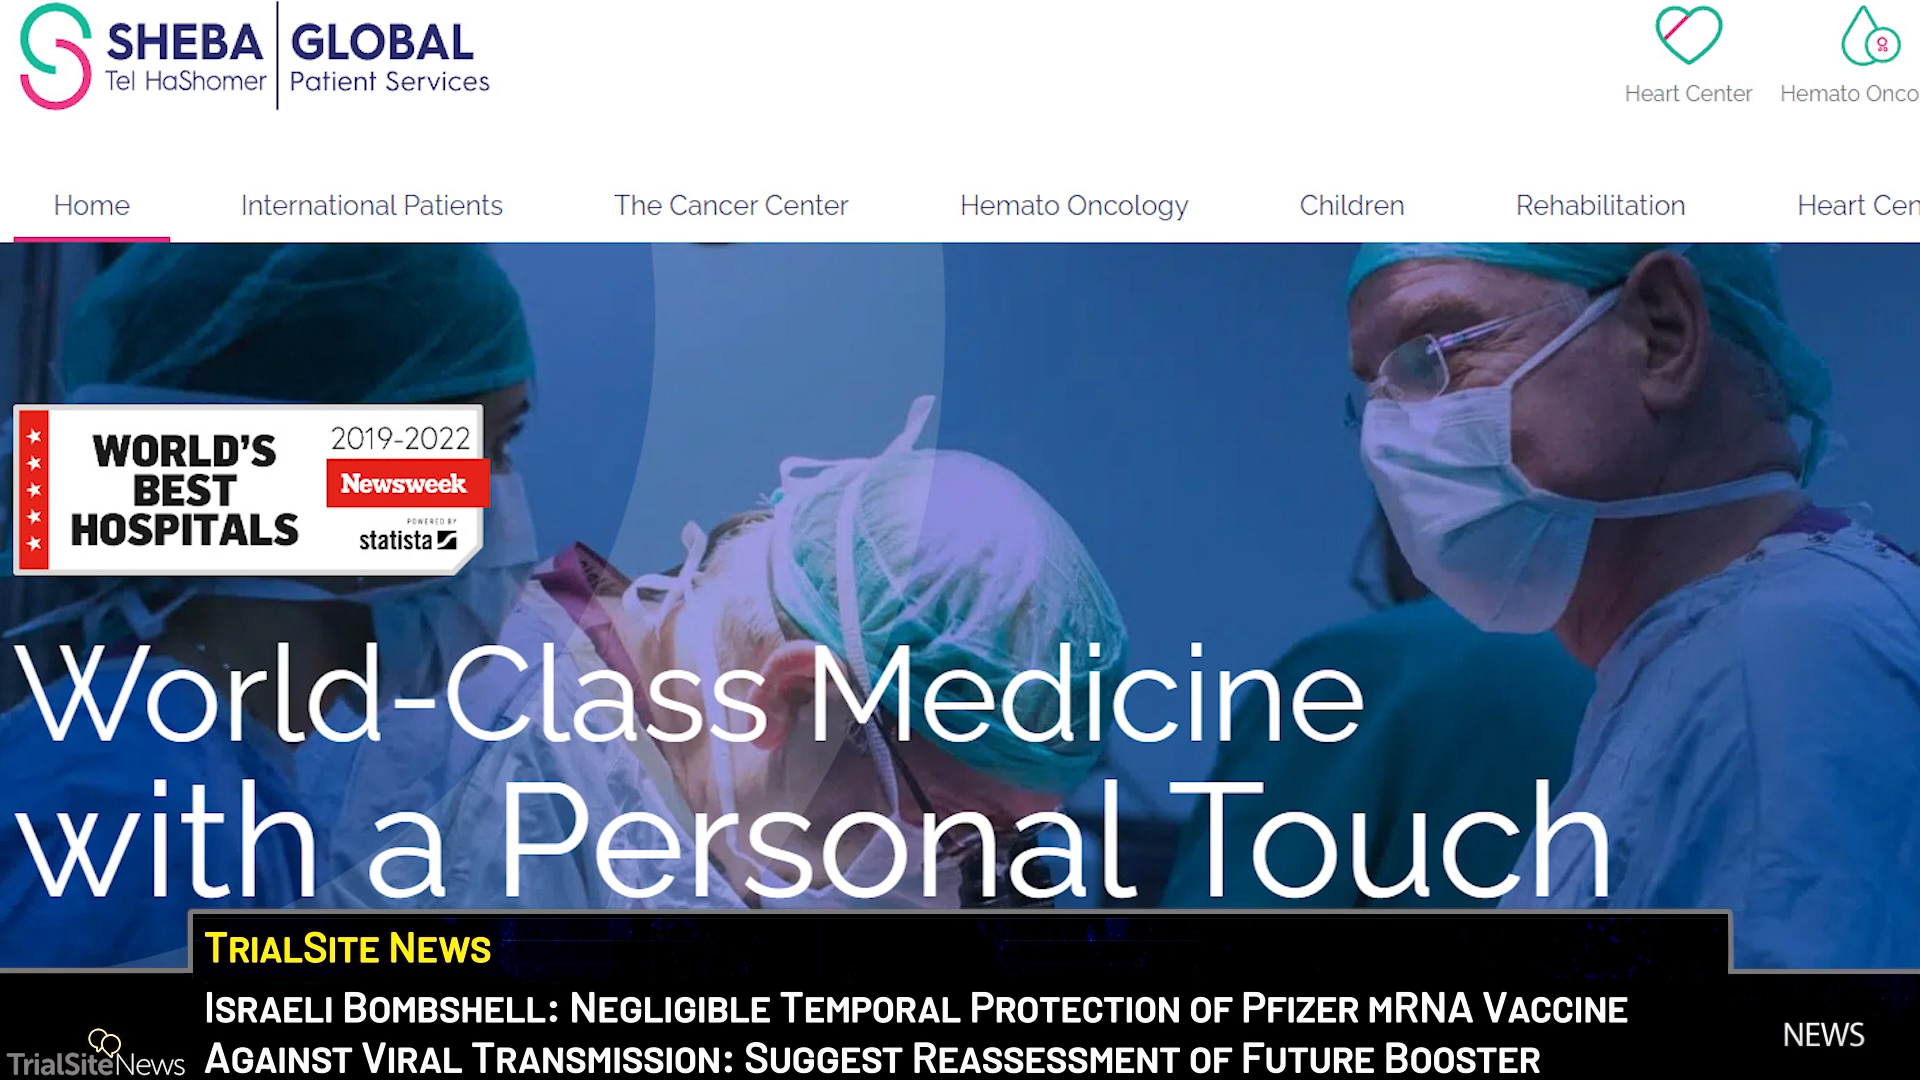 SHEBA GLOBAL
Tel HaShomer Patient Services
Heart Center Hemato Onco
Home International Patients The Cancer Center Hemato Oncology Children Rehabilitation Heart Cen
WORLD'S BEST HOSPITALS
2019-2022
Newsweek
POWERED BY
statista
World-Class Medicine
with a Personal Touch
TRIALSITE NEWS
ISRAELI BOMBSHELL: NEGLIGIBLE TEMPORAL PROTECTION OF PFIZER MRNA VACCINE
AGAINST VIRAL TRANSMISSION: SUGGEST REASSESSMENT OF FUTURE BOOSTER
TrialSiteNews
NEWS